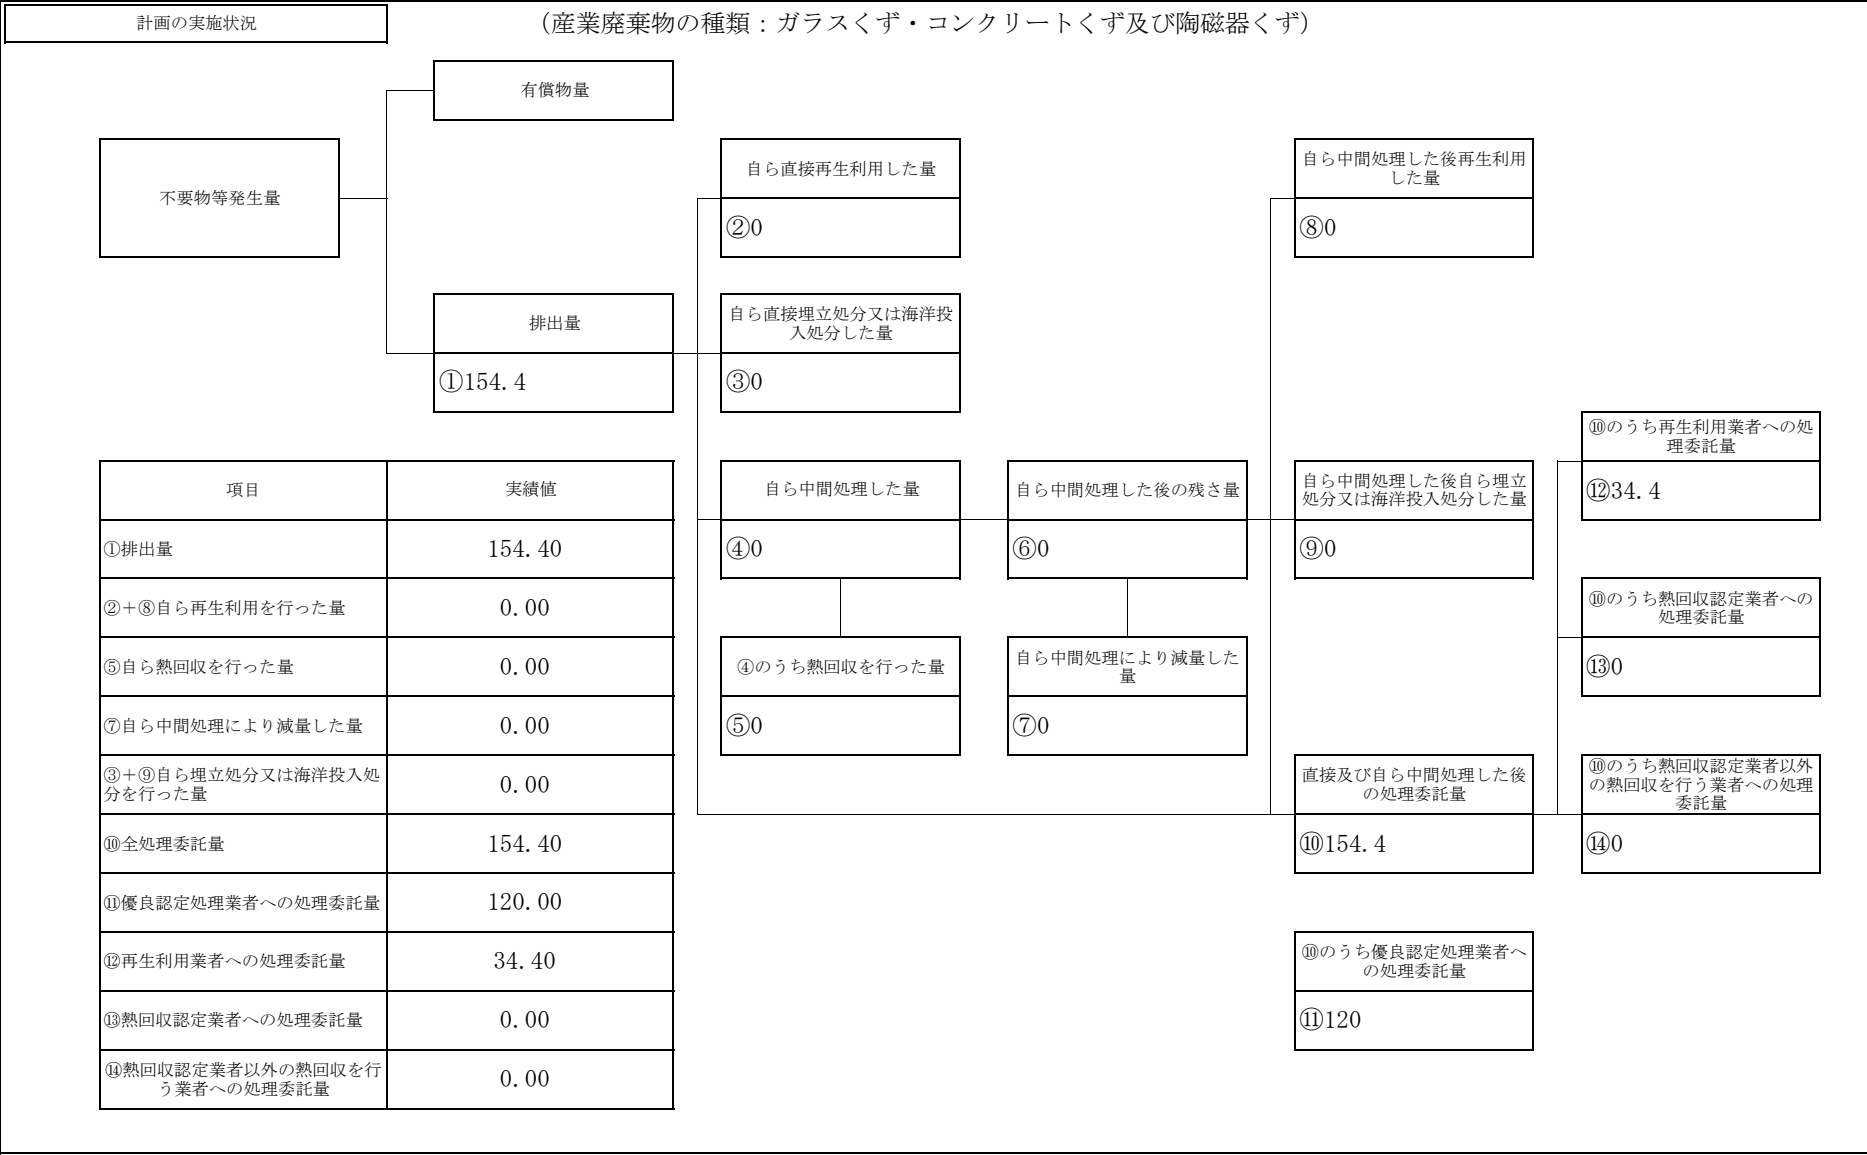 計画の実施状況
（産業廃棄物の種類：ガラスくず・コンクリートくず及び陶磁器くず）
有償物量
不要物等発生量
自ら直接再生利用した量
②0
自ら中間処理した後再生利用
した量
⑧0
排出量
①154.4
自ら直接埋立処分又は海洋投
入処分した量
③0
⑩のうち再生利用業者への処
理委託量
⑫34.4
自ら中間処理した量
④0
自ら中間処理した後の残さ量
⑥0
自ら中間処理した後自ら埋立
処分又は海洋投入処分した量
⑨0
⑩のうち熱回収認定業者への
処理委託量
⑬0
④のうち熱回収を行った量
⑤0
自ら中間処理により減量した
量
⑦0
直接及び自ら中間処理した後
の処理委託量
⑩154.4
⑩のうち熱回収認定業者以外
の熱回収を行う業者への処理
委託量
⑭0
⑩のうち優良認定処理業者へ
の処理委託量
⑪120
項目 実績値
①排出量 154.40
②＋⑧自ら再生利用を行った量 0.00
⑤自ら熱回収を行った量 0.00
⑦自ら中間処理により減量した量 0.00
③＋⑨自ら埋立処分又は海洋投入処
分を行った量 0.00
⑩全処理委託量 154.40
⑪優良認定処理業者への処理委託量 120.00
⑫再生利用業者への処理委託量 34.40
⑬熱回収認定業者への処理委託量 0.00
⑭熱回収認定業者以外の熱回収を行
う業者への処理委託量 0.00